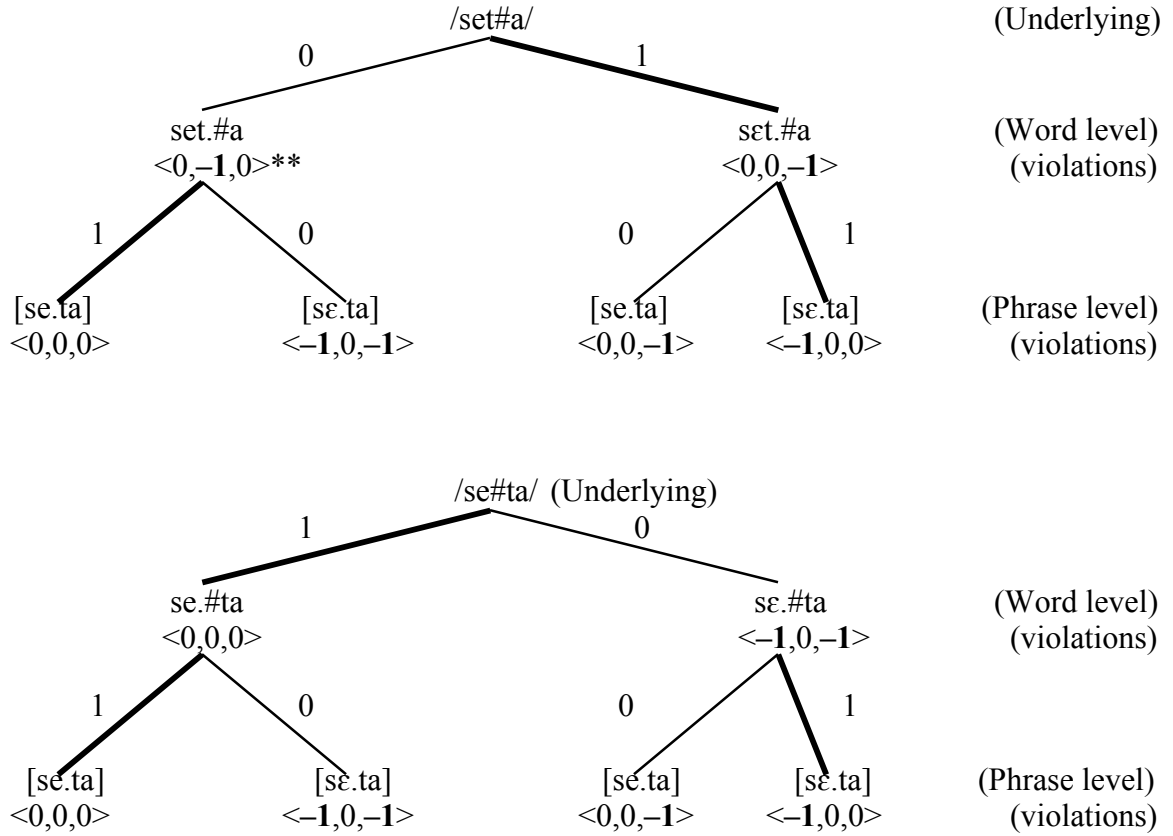 /set#a/ (Underlying)
0 1
set.#a sɛt.#a (Word level)
<0,–1,0>** <0,0,–1> (violations)
1 0 0 1
[se.ta] [sɛ.ta] [se.ta] [sɛ.ta] (Phrase level)
<0,0,0> <–1,0,–1> <0,0,–1> <–1,0,0> (violations)
/se#ta/ (Underlying)
1 0
se.#ta sɛ.#ta (Word level)
<0,0,0> <–1,0,–1> (violations)
1 0 0 1
[se.ta] [sɛ.ta] [se.ta] [sɛ.ta] (Phrase level)
<0,0,0> <–1,0,–1> <0,0,–1> <–1,0,0> (violations)